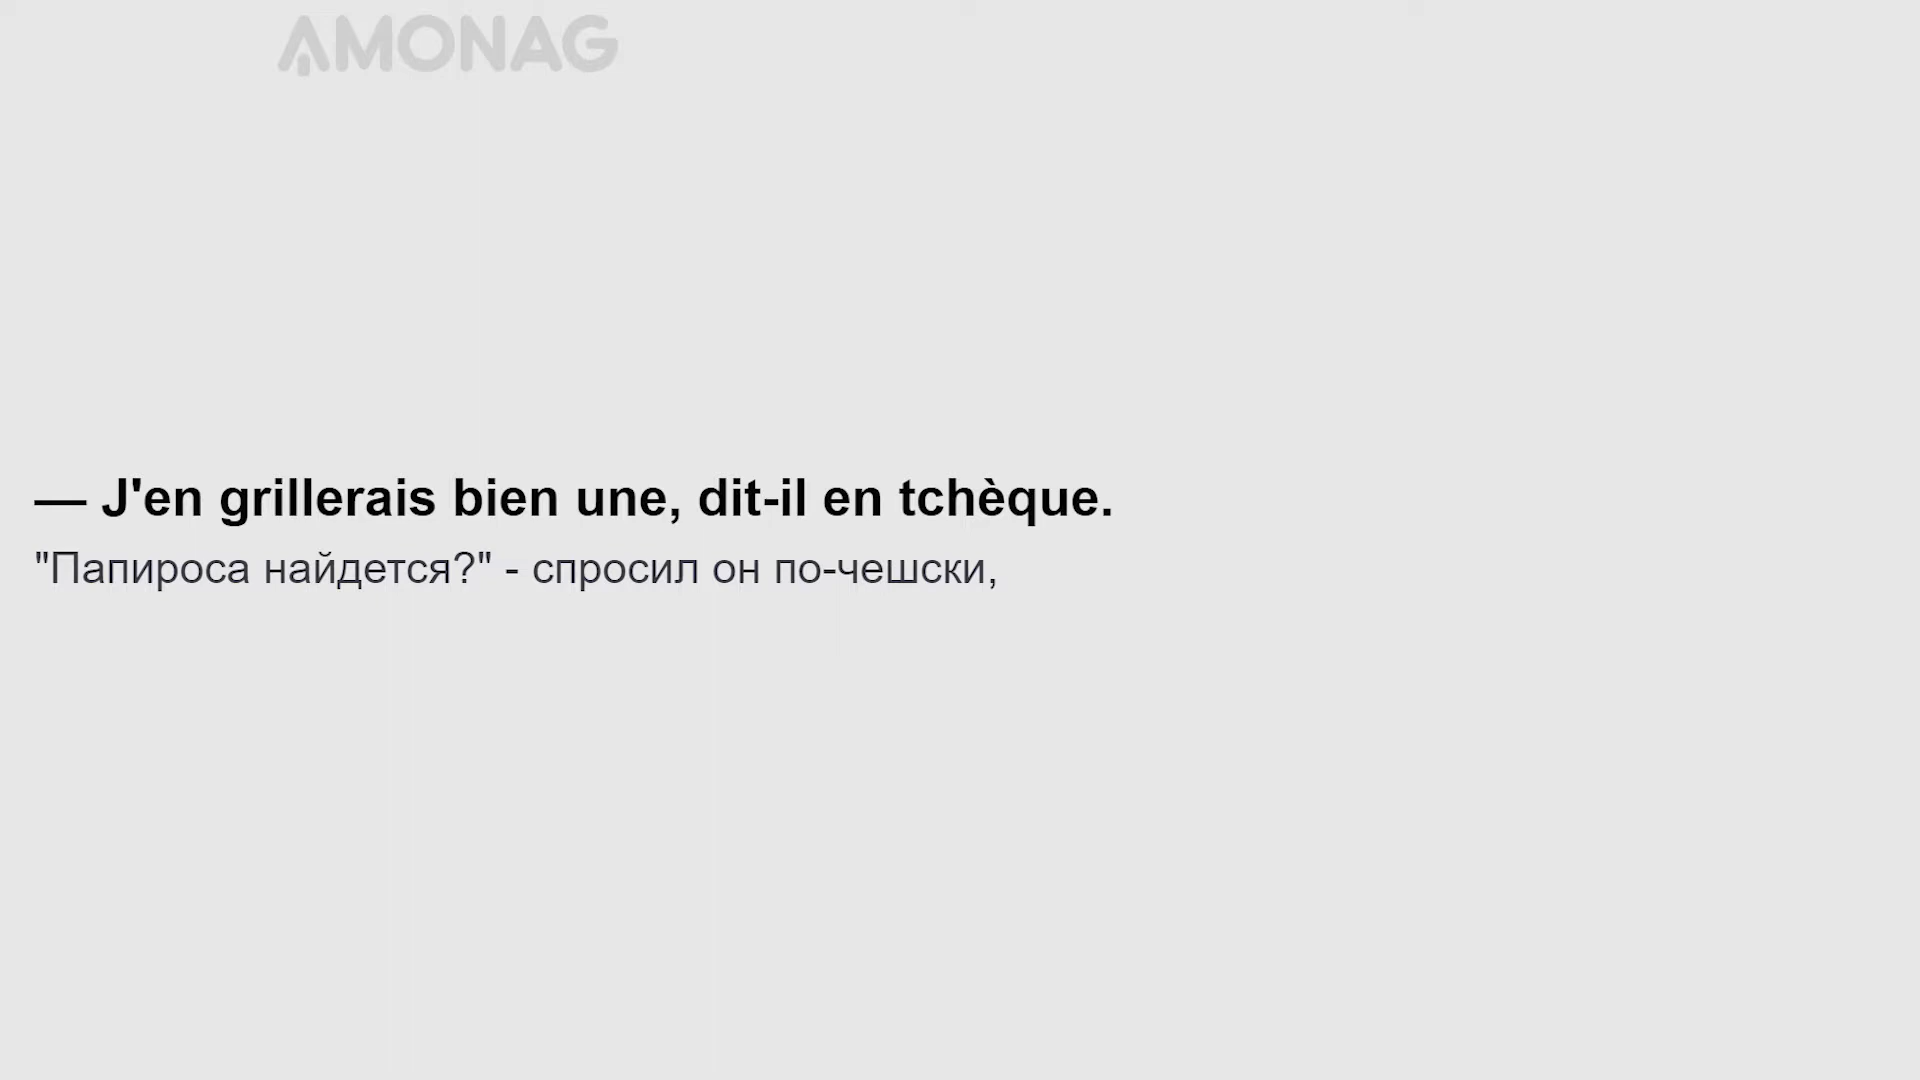 AMONAG
— J'en grillerais bien une, dit-il en tchèque.
"Папироса найдется?" - спросил он по-чешски,